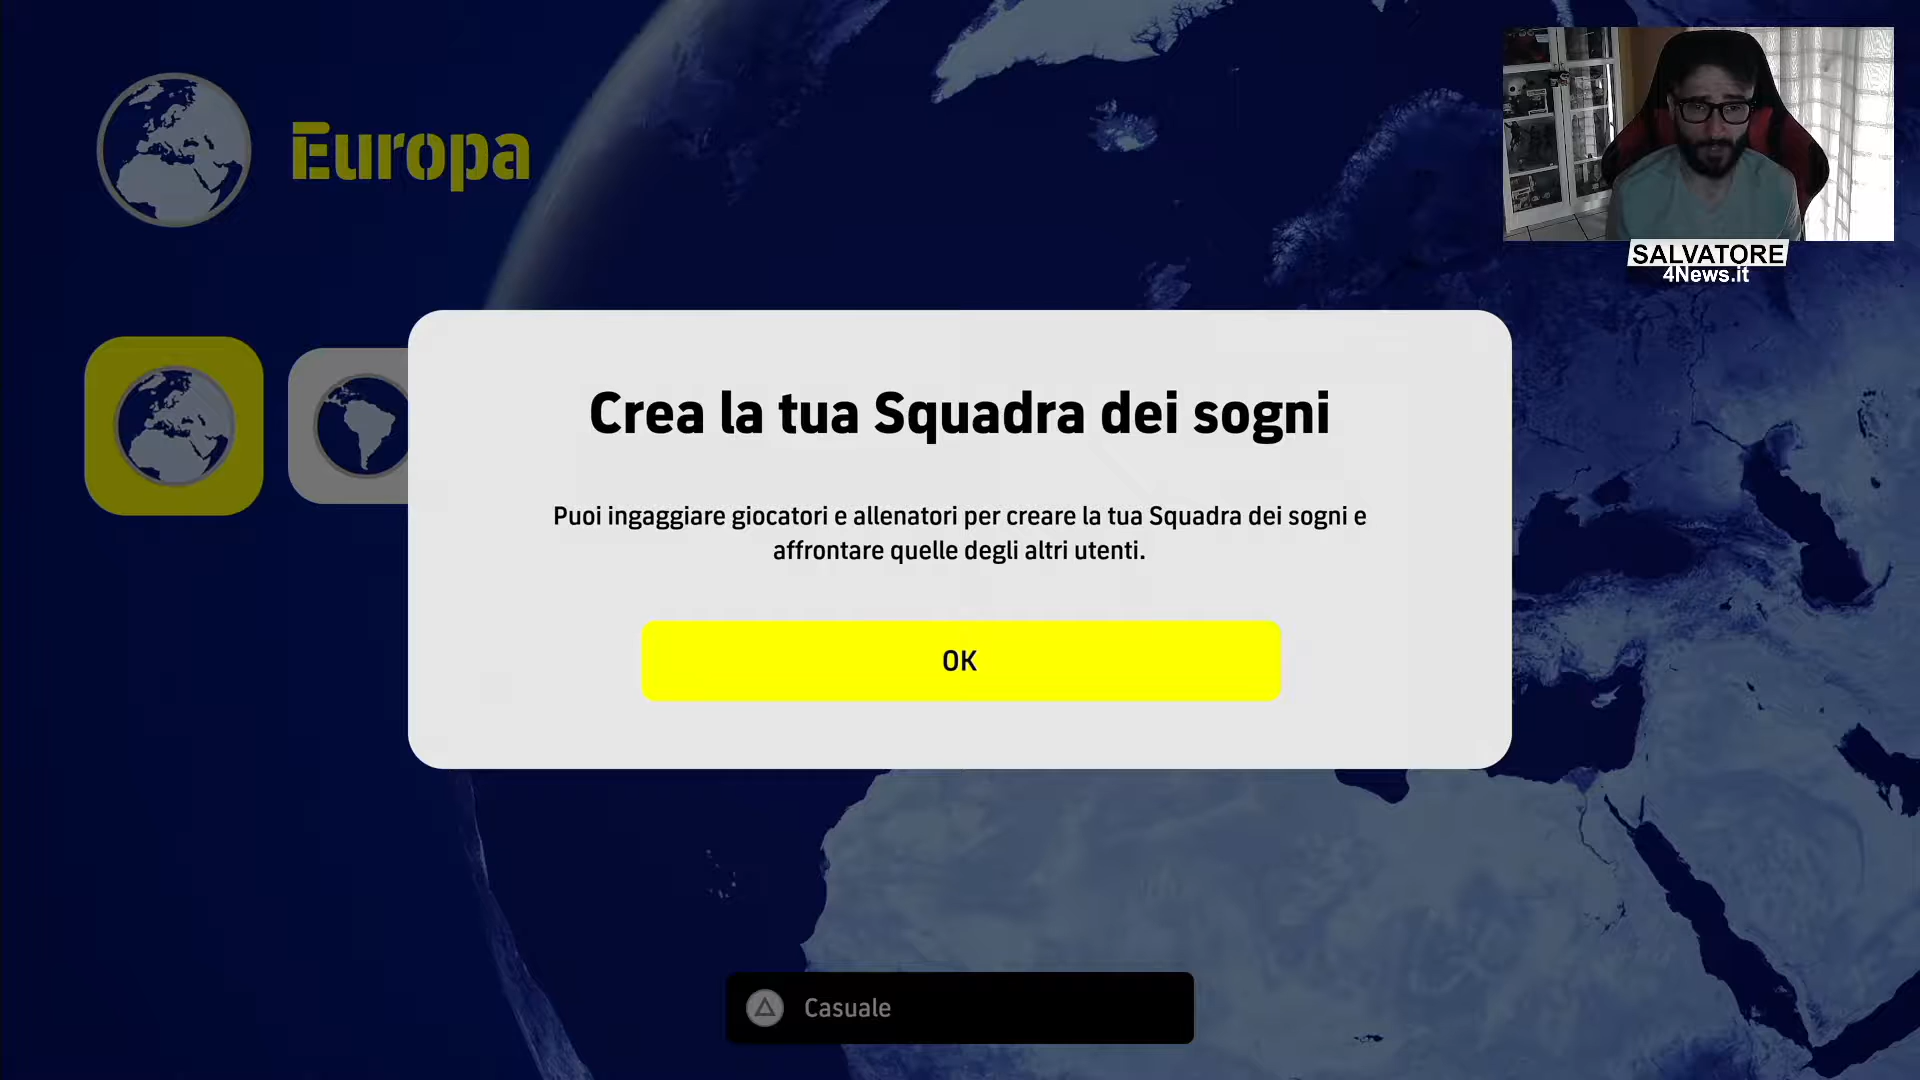 Europa
SALVATORE
4News.it
Crea la tua Squadra dei sogni
Puoi ingaggiare giocatori e allenatori per creare la tua Squadra dei sogni e
affrontare quelle degli altri utenti.
OK
Casuale